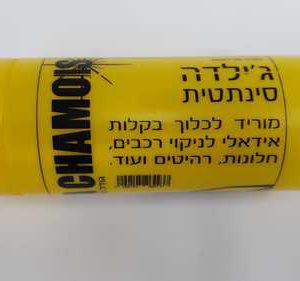 CHAMOIS
ג'ילדה
סינתטית
מוריד לכלוך בקלות
אידאלי לניקוי רכבים,
חלונות, רהיטים ועוד.